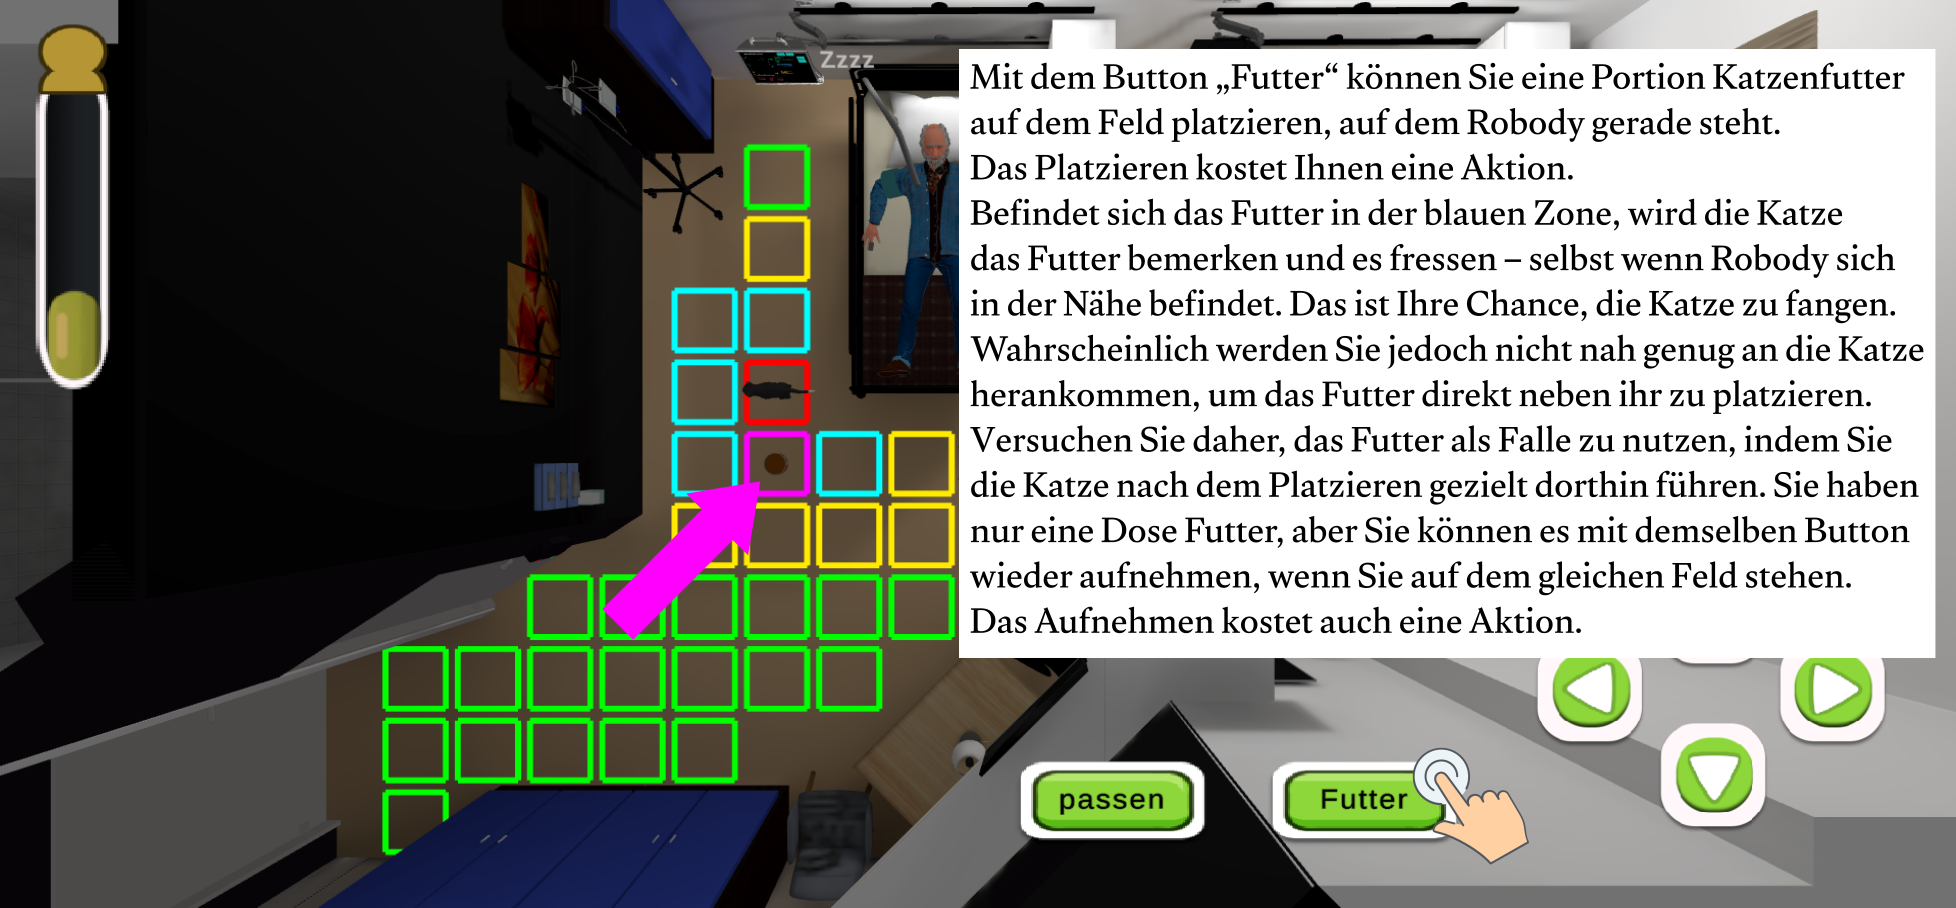 Zzzz
Mit dem Button „Futter“ können Sie eine Portion Katzenfutter
auf dem Feld platzieren, auf dem Robody gerade steht.
Das Platzieren kostet Ihnen eine Aktion.
Befindet sich das Futter in der blauen Zone, wird die Katze
das Futter bemerken und es fressen – selbst wenn Robody sich
in der Nähe befindet. Das ist Ihre Chance, die Katze zu fangen.
Wahrscheinlich werden Sie jedoch nicht nah genug an die Katze
herankommen, um das Futter direkt neben ihr zu platzieren.
Versuchen Sie daher, das Futter als Falle zu nutzen, indem Sie
die Katze nach dem Platzieren gezielt dorthin führen. Sie haben
nur eine Dose Futter, aber Sie können es mit demselben Button
wieder aufnehmen, wenn Sie auf dem gleichen Feld stehen.
Das Aufnehmen kostet auch eine Aktion.
passen
Futter